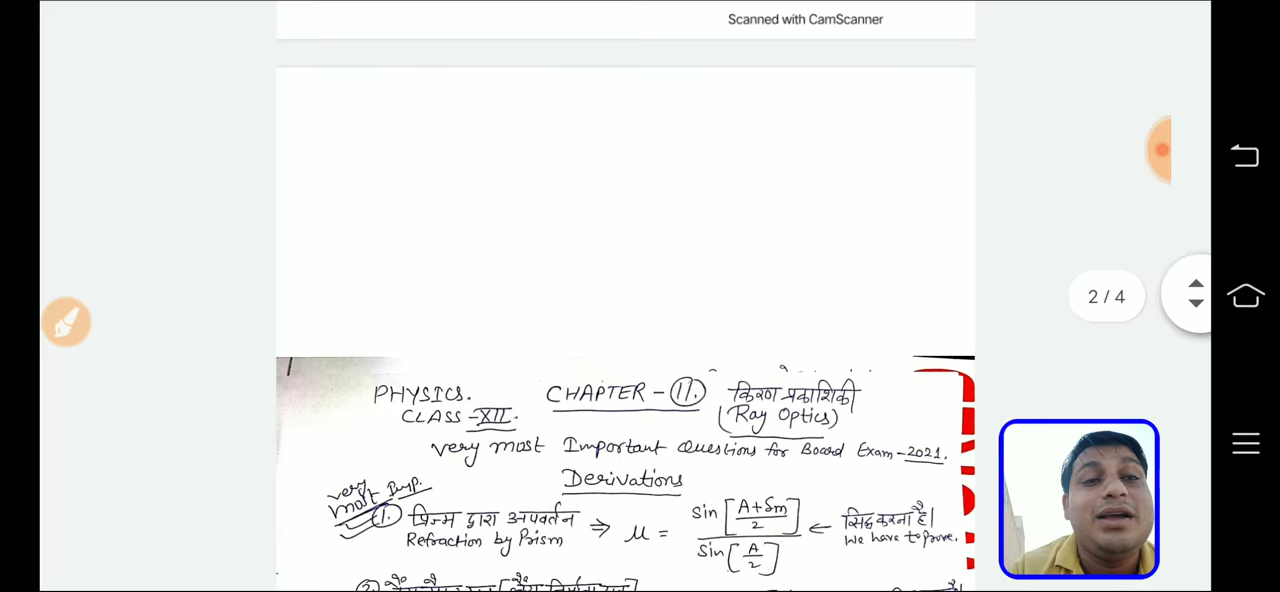 Scanned with CamScanner
2 / 4
PHYSICS. CHAPTER - 11. किरण प्रकाशिकी
CLASS - XII. (Ray Optics)
very most Important Questions for Board Exam - 2021.
Derivations
very most Imp.
1. प्रिज्म द्वारा अपवर्तन ⇒ μ = sin[A+δm/2] / sin[A/2] ← सिद्ध करना है।
Refraction by Prism We have to prove.